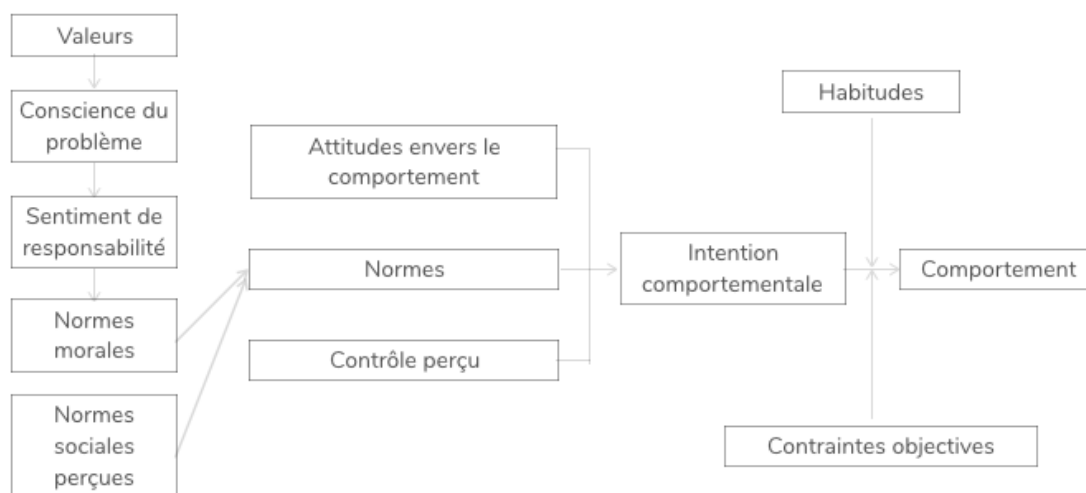 Valeurs
Conscience du
problème
Sentiment de
responsabilité
Normes
morales
Normes
sociales
perçues
Attitudes envers le
comportement
Normes
Contrôle perçu
Intention
comportementale
Habitudes
Comportement
Contraintes objectives